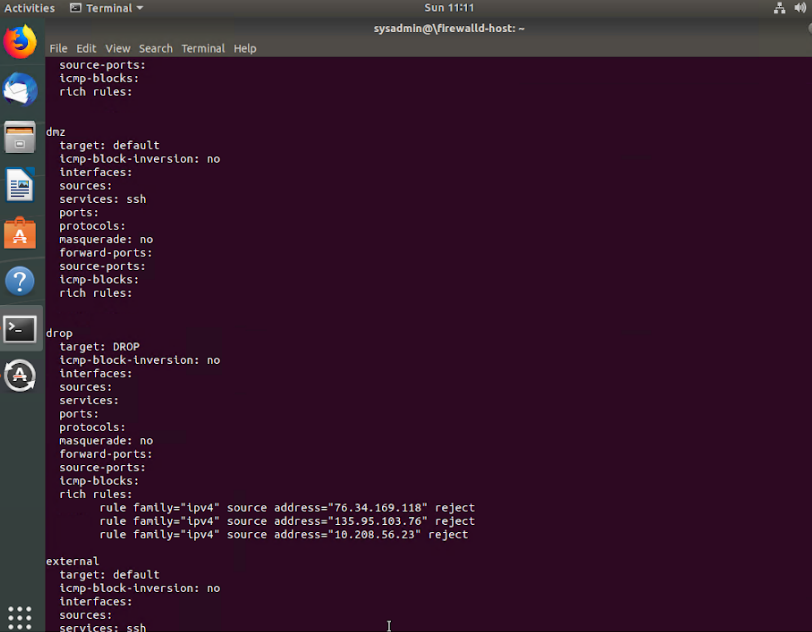 Activities Terminal Sun 11:11
sysadmin@\firewalld-host: ~
File Edit View Search Terminal Help
source-ports:
icmp-blocks:
rich rules:
dmz
target: default
icmp-block-inversion: no
interfaces:
sources:
services: ssh
ports:
protocols:
masquerade: no
forward-ports:
source-ports:
icmp-blocks:
rich rules:
drop
target: DROP
icmp-block-inversion: no
interfaces:
sources:
services:
ports:
protocols:
masquerade: no
forward-ports:
source-ports:
icmp-blocks:
rich rules:
rule family="ipv4" source address="76.34.169.118" reject
rule family="ipv4" source address="135.95.103.76" reject
rule family="ipv4" source address="10.208.56.23" reject
external
target: default
icmp-block-inversion: no
interfaces:
sources:
services: ssh